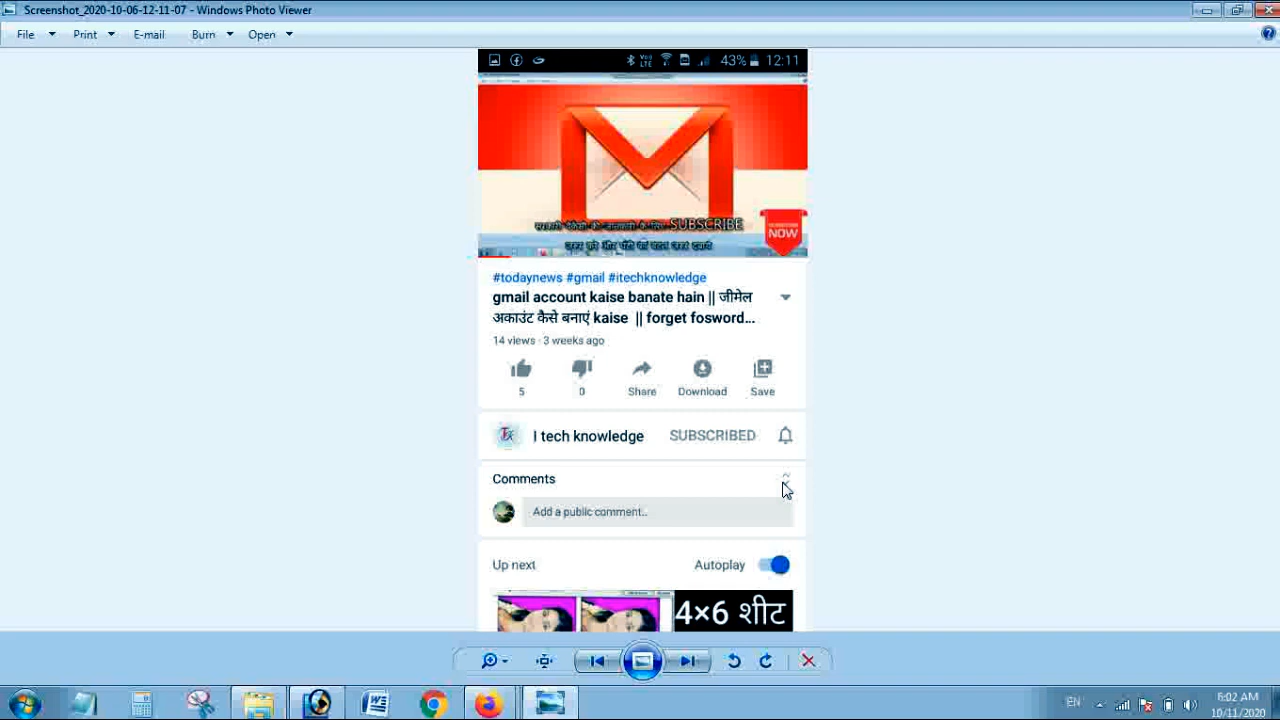 Screenshot_2020-10-06-12-11-07 - Windows Photo Viewer
File Print E-mail Burn Open
43% 12:11
SUBSCRIBE
NOW
#todaynews #gmail #itechknowledge
gmail account kaise banate hain || जीमेल
अकाउंट कैसे बनाएं kaise || forget fosword...
14 views · 3 weeks ago
5 0 Share Download Save
I tech knowledge SUBSCRIBED
Comments
Add a public comment...
Up next Autoplay
4×6 शीट
EN 6:02 AM
10/11/2020